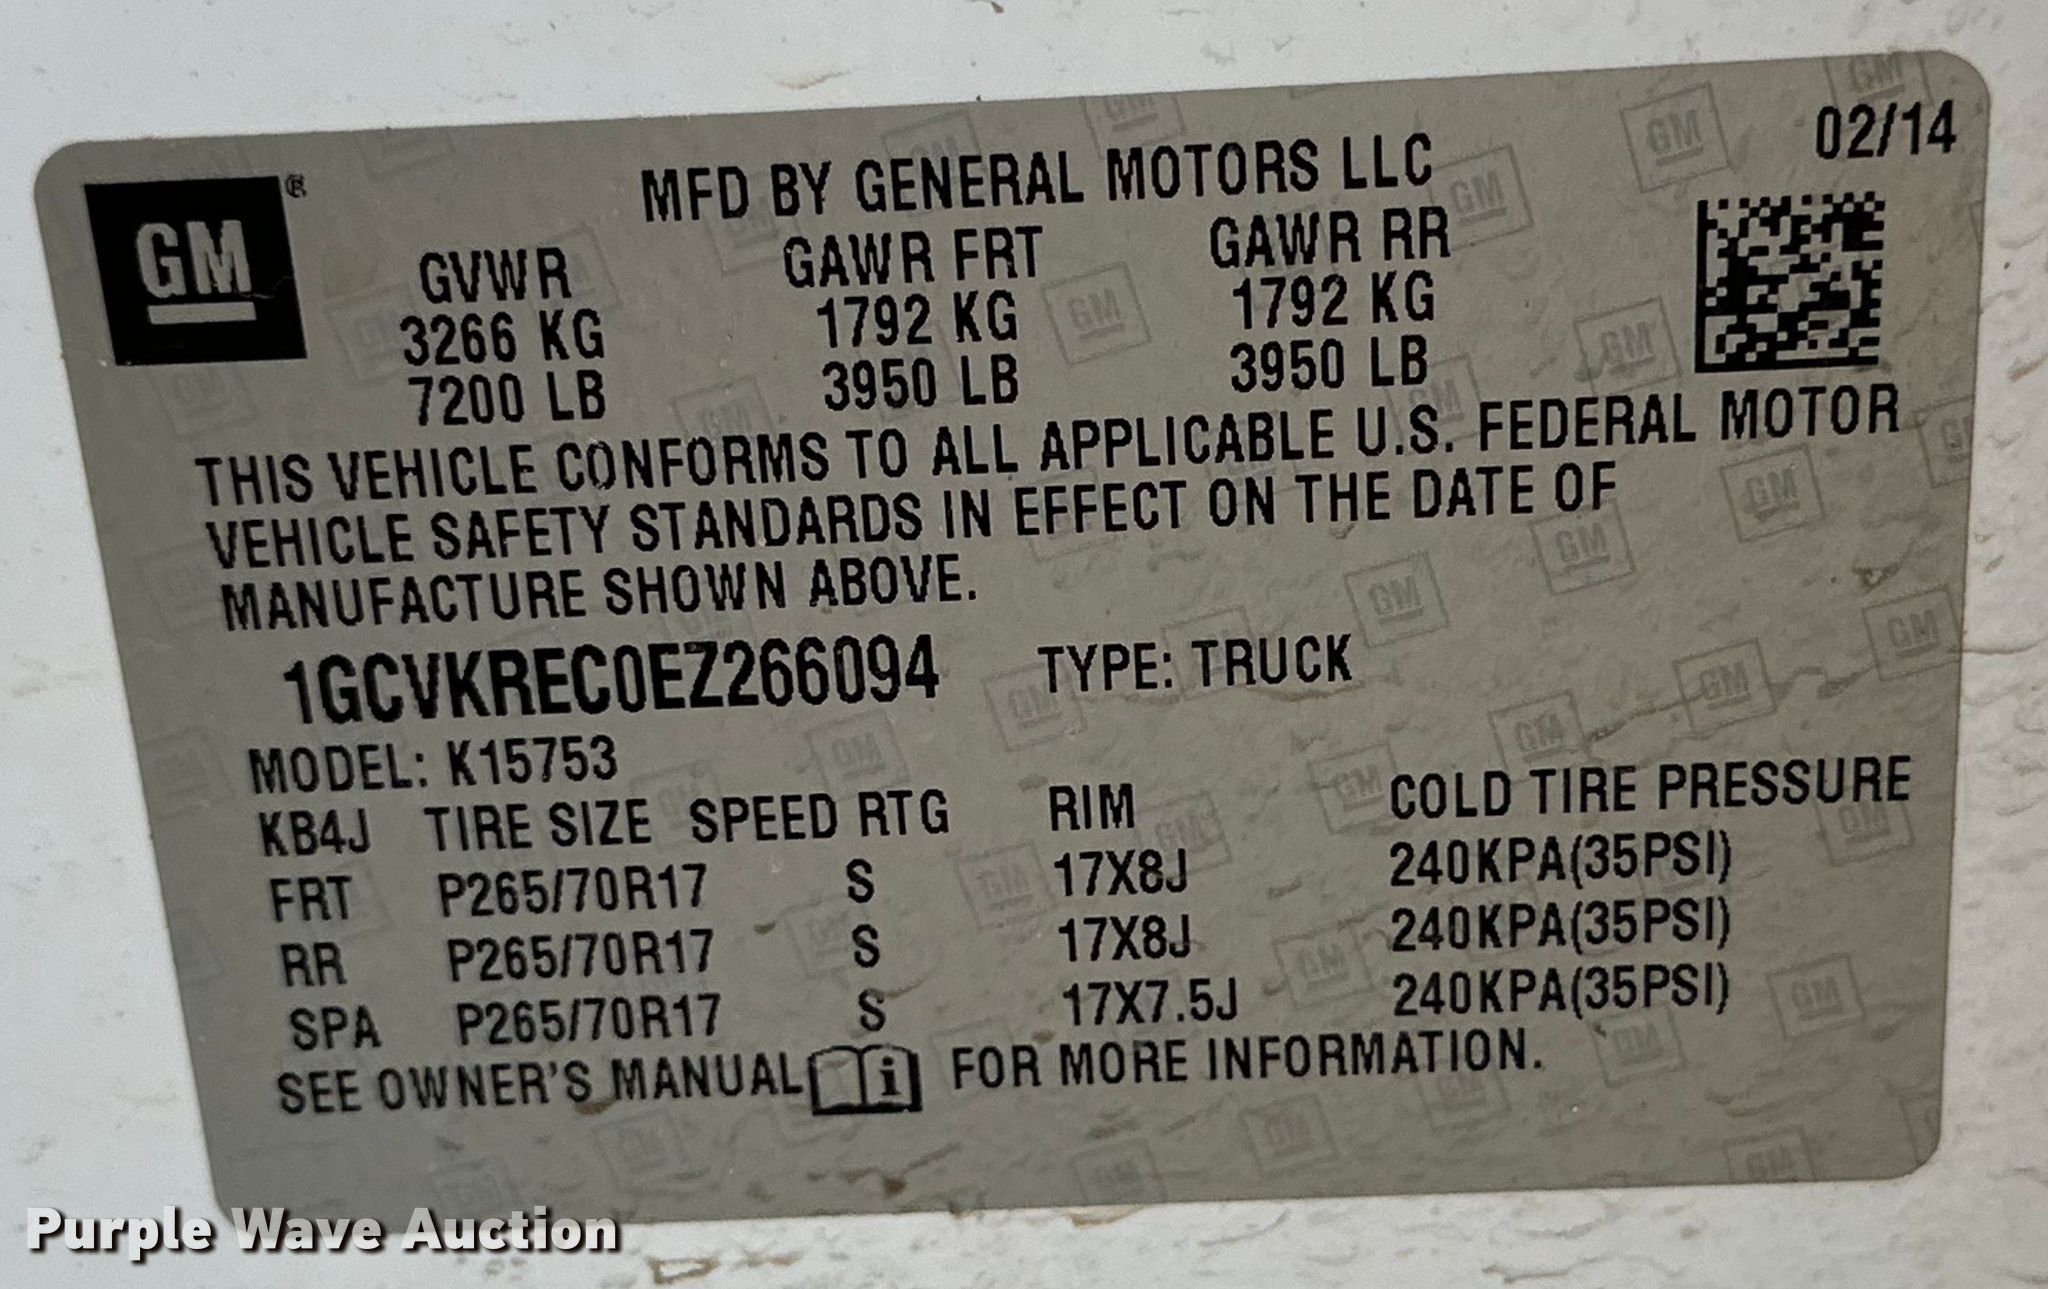 02/14
GM ®
MFD BY GENERAL MOTORS LLC
GVWR GAWR FRT GAWR RR
3266 KG 1792 KG 1792 KG
7200 LB 3950 LB 3950 LB
THIS VEHICLE CONFORMS TO ALL APPLICABLE U.S. FEDERAL MOTOR
VEHICLE SAFETY STANDARDS IN EFFECT ON THE DATE OF
MANUFACTURE SHOWN ABOVE.
1GCVKREC0EZ266094 TYPE: TRUCK
MODEL: K15753
KB4J TIRE SIZE SPEED RTG RIM COLD TIRE PRESSURE
FRT P265/70R17 S 17X8J 240KPA(35PSI)
RR P265/70R17 S 17X8J 240KPA(35PSI)
SPA P265/70R17 S 17X7.5J 240KPA(35PSI)
SEE OWNER'S MANUAL i FOR MORE INFORMATION.
Purple Wave Auction